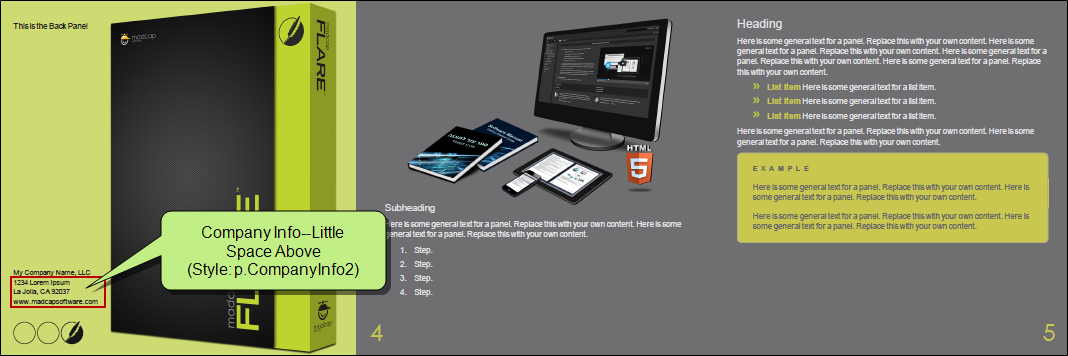 This is the Back Panel
madcap
FLARE
madcap
FLARE
madcap
My Company Name, LLC
1234 Lorem Ipsum
La Jolla, CA 92037
www.madcapsoftware.com
Company Info--Little
Space Above
(Style: p.CompanyInfo2)
Software Manual
HTML
5
Subheading
Here is some general text for a panel. Replace this with your own content. Here is some
general text for a panel. Replace this with your own content.
1. Step.
2. Step.
3. Step.
4. Step.
4
Heading
Here is some general text for a panel. Replace this with your own content. Here is some
general text for a panel. Replace this with your own content. Here is some general text for a
panel. Replace this with your own content. Here is some general text for a panel. Replace
this with your own content.
» List item Here is some general text for a list item.
» List item Here is some general text for a list item.
» List item Here is some general text for a list item.
Here is some general text for a panel. Replace this with your own content. Here is some
general text for a panel. Replace this with your own content.
EXAMPLE
Here is some general text for a panel. Replace this with your own content. Here is
some general text for a panel. Replace this with your own content.
Here is some general text for a panel. Replace this with your own content. Here is
some general text for a panel. Replace this with your own content.
5